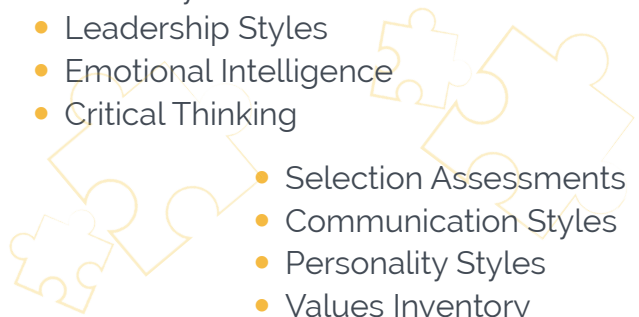 Leadership Styles
Emotional Intelligence
Critical Thinking
Selection Assessments
Communication Styles
Personality Styles
Values Inventory